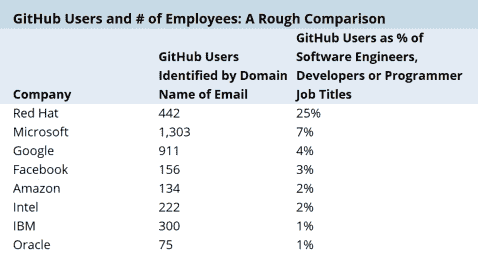 GitHub Users and # of Employees: A Rough Comparison
Company GitHub Users Identified by Domain Name of Email GitHub Users as % of Software Engineers, Developers or Programmer Job Titles
Red Hat 442 25%
Microsoft 1,303 7%
Google 911 4%
Facebook 156 3%
Amazon 134 2%
Intel 222 2%
IBM 300 1%
Oracle 75 1%